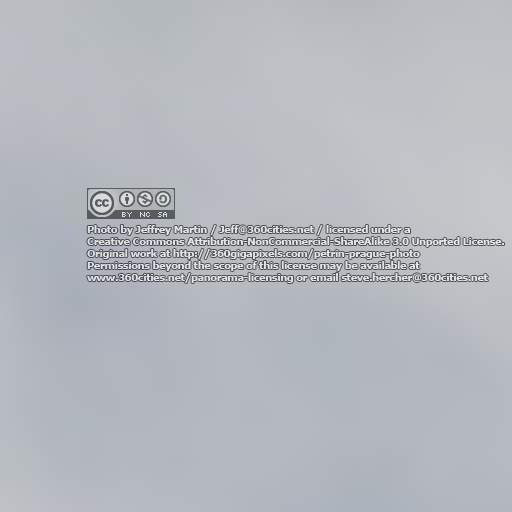 cc
BY NC SA
Photo by Jeffrey Martin / Jeff@360cities.net / licensed under a
Creative Commons Attribution-NonCommercial-ShareAlike 3.0 Unported License.
Original work at http://360gigapixels.com/petrin-prague-photo
Permissions beyond the scope of this license may be available at
www.360cities.net/panorama-licensing or email steve.hercher@360cities.net